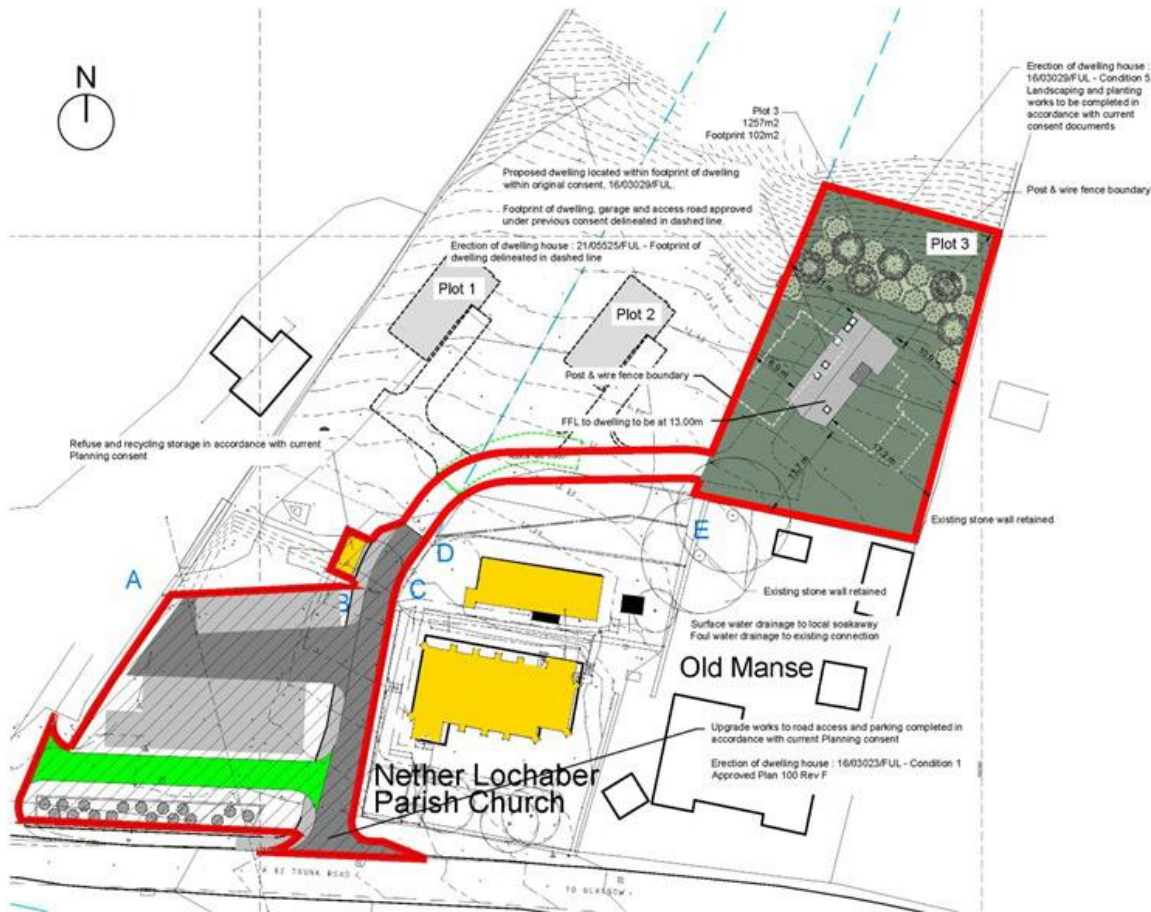 N
Erection of dwelling house :
16/03029/FUL - Condition 5
Landscaping and planting
works to be completed in
accordance with current
consent documents
Plot 3
1257m2
Footprint 102m2
Proposed dwelling located within footprint of dwelling
within original consent, 16/03029/FUL.
Footprint of dwelling, garage and access road approved
under previous consent delineated in dashed line.
Erection of dwelling house : 21/05525/FUL - Footprint of
dwelling delineated in dashed line
Post & wire fence boundary
Plot 3
Plot 1
Plot 2
Post & wire fence boundary
FFL to dwelling to be at 13.00m
Refuse and recycling storage in accordance with current
Planning consent
17.2 m
13.2 m
Existing stone wall retained
A
B
C
D
E
Existing stone wall retained
Surface water drainage to local soakaway
Foul water drainage to existing connection
Old Manse
Upgrade works to road access and parking completed in
accordance with current Planning consent
Erection of dwelling house : 16/03023/FUL - Condition 1
Approved Plan 100 Rev F
Nether Lochaber
Parish Church
A 82 TRUNK ROAD
TO GLASGOW